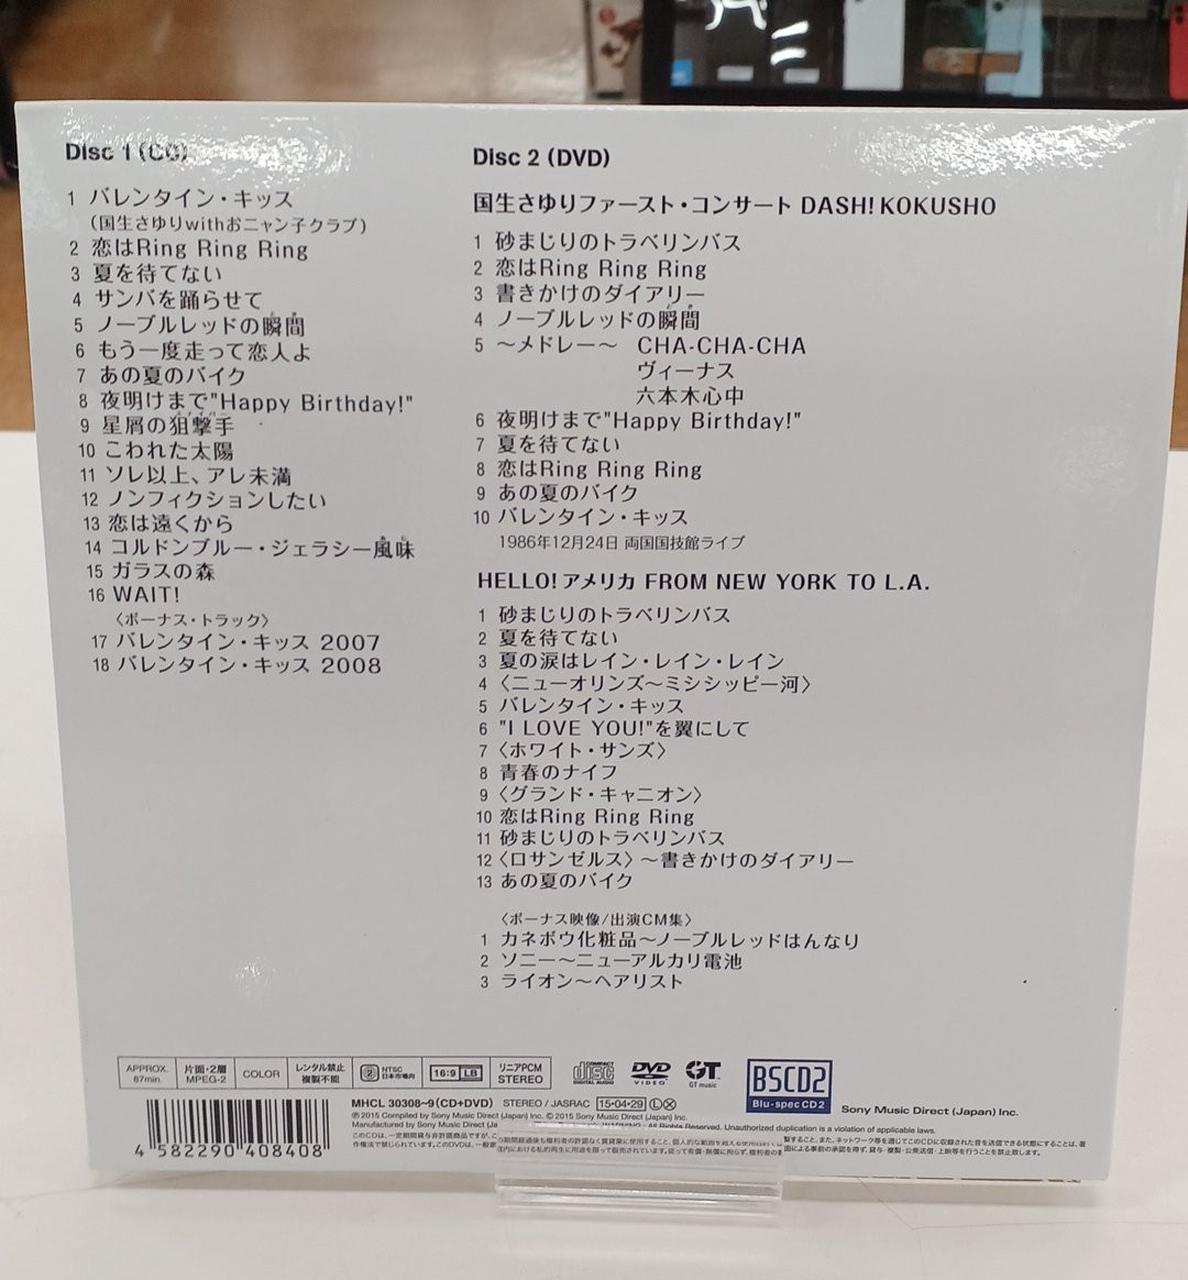 Disc 1 (CD)
1 バレンタイン・キッス
(国生さゆりwithおニャン子クラブ)
2 恋はRing Ring Ring
3 夏を待てない
4 サンバを踊らせて
5 ノーブルレッドの瞬間
6 もう一度走って恋人よ
7 あの夏のバイク
8 夜明けまで"Happy Birthday!"
9 星屑の狙撃手
10 こわれた太陽
11 ソレ以上、アレ未満
12 ノンフィクションしたい
13 恋は遠くから
14 コルドンブルー・ジェラシー風味
15 ガラスの森
16 WAIT!
〈ボーナス・トラック〉
17 バレンタイン・キッス 2007
18 バレンタイン・キッス 2008
Disc 2 (DVD)
国生さゆりファースト・コンサート DASH! KOKUSHO
1 砂まじりのトラベリンバス
2 恋はRing Ring Ring
3 書きかけのダイアリー
4 ノーブルレッドの瞬間
5 〜メドレー〜 CHA-CHA-CHA
ヴィーナス
六本木心中
6 夜明けまで"Happy Birthday!"
7 夏を待てない
8 恋はRing Ring Ring
9 あの夏のバイク
10 バレンタイン・キッス
1986年12月24日 両国国技館ライブ
HELLO! アメリカ FROM NEW YORK TO L.A.
1 砂まじりのトラベリンバス
2 夏を待てない
3 夏の涙はレイン・レイン・レイン
4 〈ニューオリンズ〜ミシシッピー河〉
5 バレンタイン・キッス
6 "I LOVE YOU!"を翼にして
7 〈ホワイト・サンズ〉
8 青春のナイフ
9 〈グランド・キャニオン〉
10 恋はRing Ring Ring
11 砂まじりのトラベリンバス
12 〈ロサンゼルス〉〜書きかけのダイアリー
13 あの夏のバイク
〈ボーナス映像/出演CM集〉
1 カネボウ化粧品〜ノーブルレッドはんなり
2 ソニー〜ニューアルカリ電池
3 ライオン〜ヘアリスト
APPROX. 87min.
片面・2層 MPEG-2
COLOR
レンタル禁止 複製不能
2 NTSC 日本市場向
16:9 LB
リニアPCM STEREO
COMPACT disc DIGITAL AUDIO
DVD VIDEO
GT music
BSCD2 Blu-spec CD 2
Sony Music Direct (Japan) Inc.
MHCL 30308~9 (CD+DVD) STEREO / JASRAC 15・04・29 Ⓛ Ⓧ
℗ 2015 Compiled by Sony Music Direct (Japan) Inc. © 2015 Sony Music Direct (Japan) Inc.
Manufactured by Sony Music Direct (Japan) Inc.
All Rights Reserved. Unauthorized duplication is a violation of applicable laws.
4 582290 408408